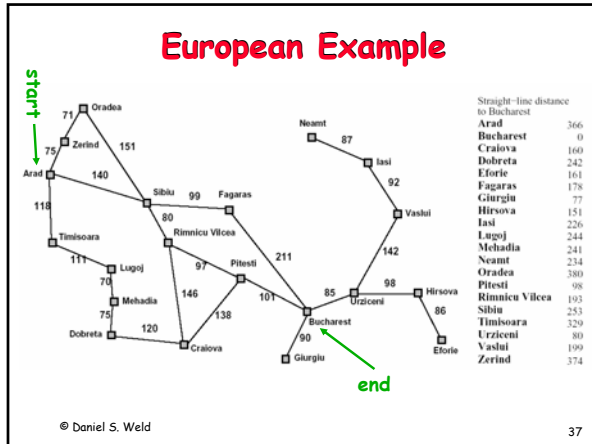 European Example
start
Oradea
71
Zerind
75
151
Arad
140
118
Sibiu
99
Fagaras
80
Rimnicu Vilcea
Timisoara
111
Lugoj
70
Mehadia
75
Dobreta
120
Craiova
146
97
Pitesti
138
101
211
Neamt
87
Iasi
92
Vaslui
142
85
Urziceni
98
Hirsova
86
Eforie
Bucharest
90
Giurgiu
end
Straight-line distance
to Bucharest
Arad 366
Bucharest 0
Craiova 160
Dobreta 242
Eforie 161
Fagaras 178
Giurgiu 77
Hirsova 151
Iasi 226
Lugoj 244
Mehadia 241
Neamt 234
Oradea 380
Pitesti 98
Rimnicu Vilcea 193
Sibiu 253
Timisoara 329
Urziceni 80
Vaslui 199
Zerind 374
© Daniel S. Weld
37